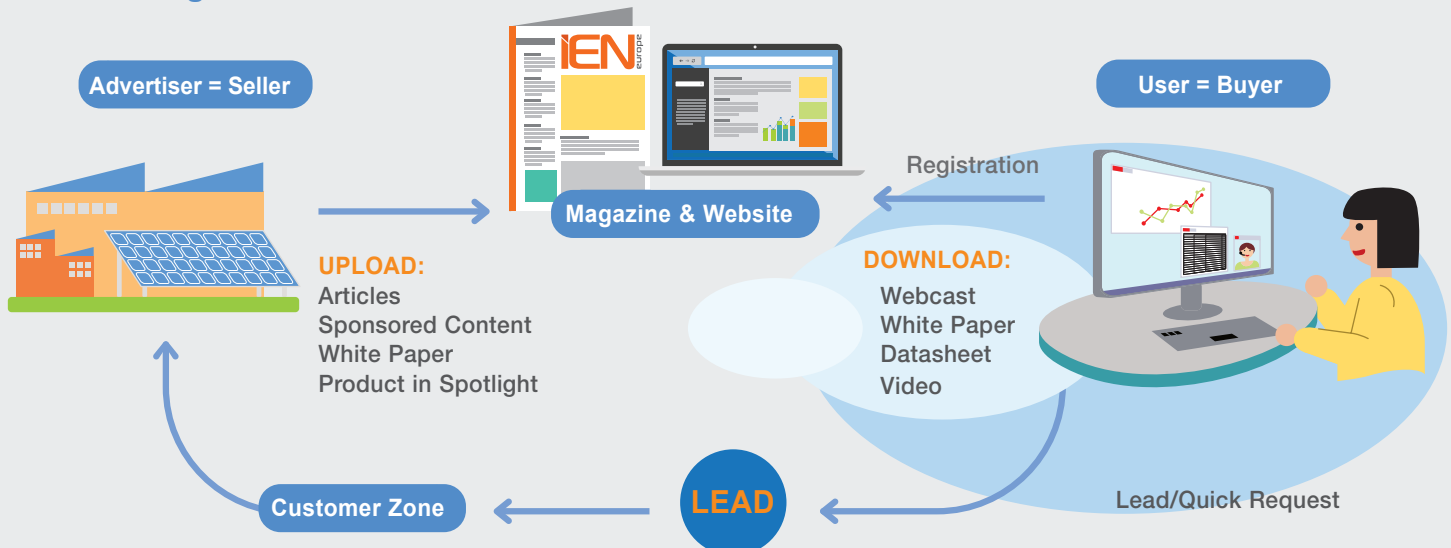 Advertiser = Seller
IEN
europe
User = Buyer
Registration
Magazine & Website
UPLOAD:
Articles
Sponsored Content
White Paper
Product in Spotlight
DOWNLOAD:
Webcast
White Paper
Datasheet
Video
Customer Zone
LEAD
Lead/Quick Request